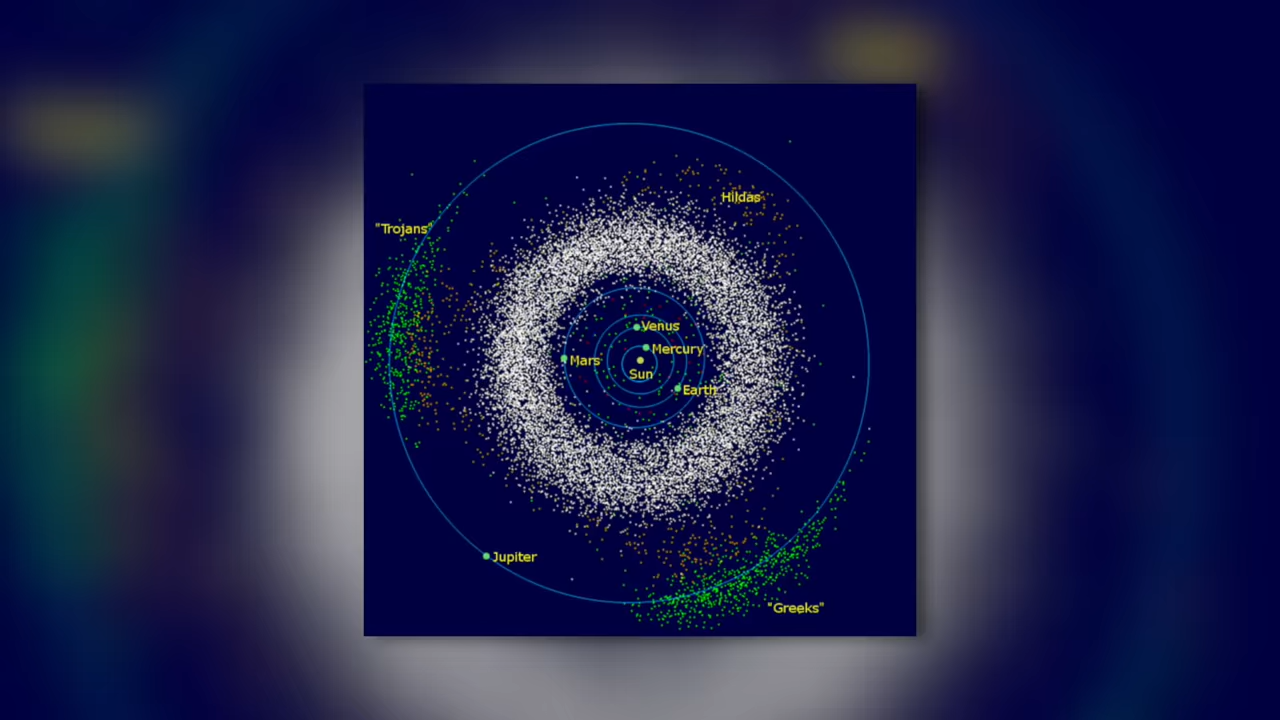 Hildas
"Trojans"
Venus
Mercury
Mars
Sun
Earth
Jupiter
"Greeks"